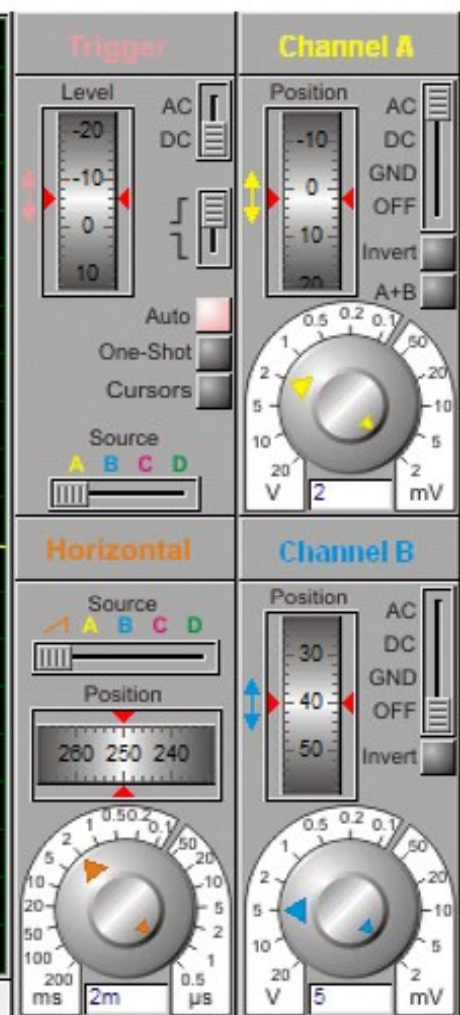 Trigger
Level
-20
-10
0
10
AC
DC
Auto
One-Shot
Cursors
Source
A B C D
Channel A
Position
-10
0
10
20
AC
DC
GND
OFF
Invert
A+B
20 10 5 2 1 0.5 0.2 0.1 50 20 10 5 2
V 2 mV
Horizontal
Source
A B C D
Position
260 250 240
200 100 50 20 10 5 2 1 0.5 0.2 0.1 50 20 10 5 2 1 0.5
ms 2m µs
Channel B
Position
30
40
50
AC
DC
GND
OFF
Invert
20 10 5 2 1 0.5 0.2 0.1 50 20 10 5 2
V 5 mV